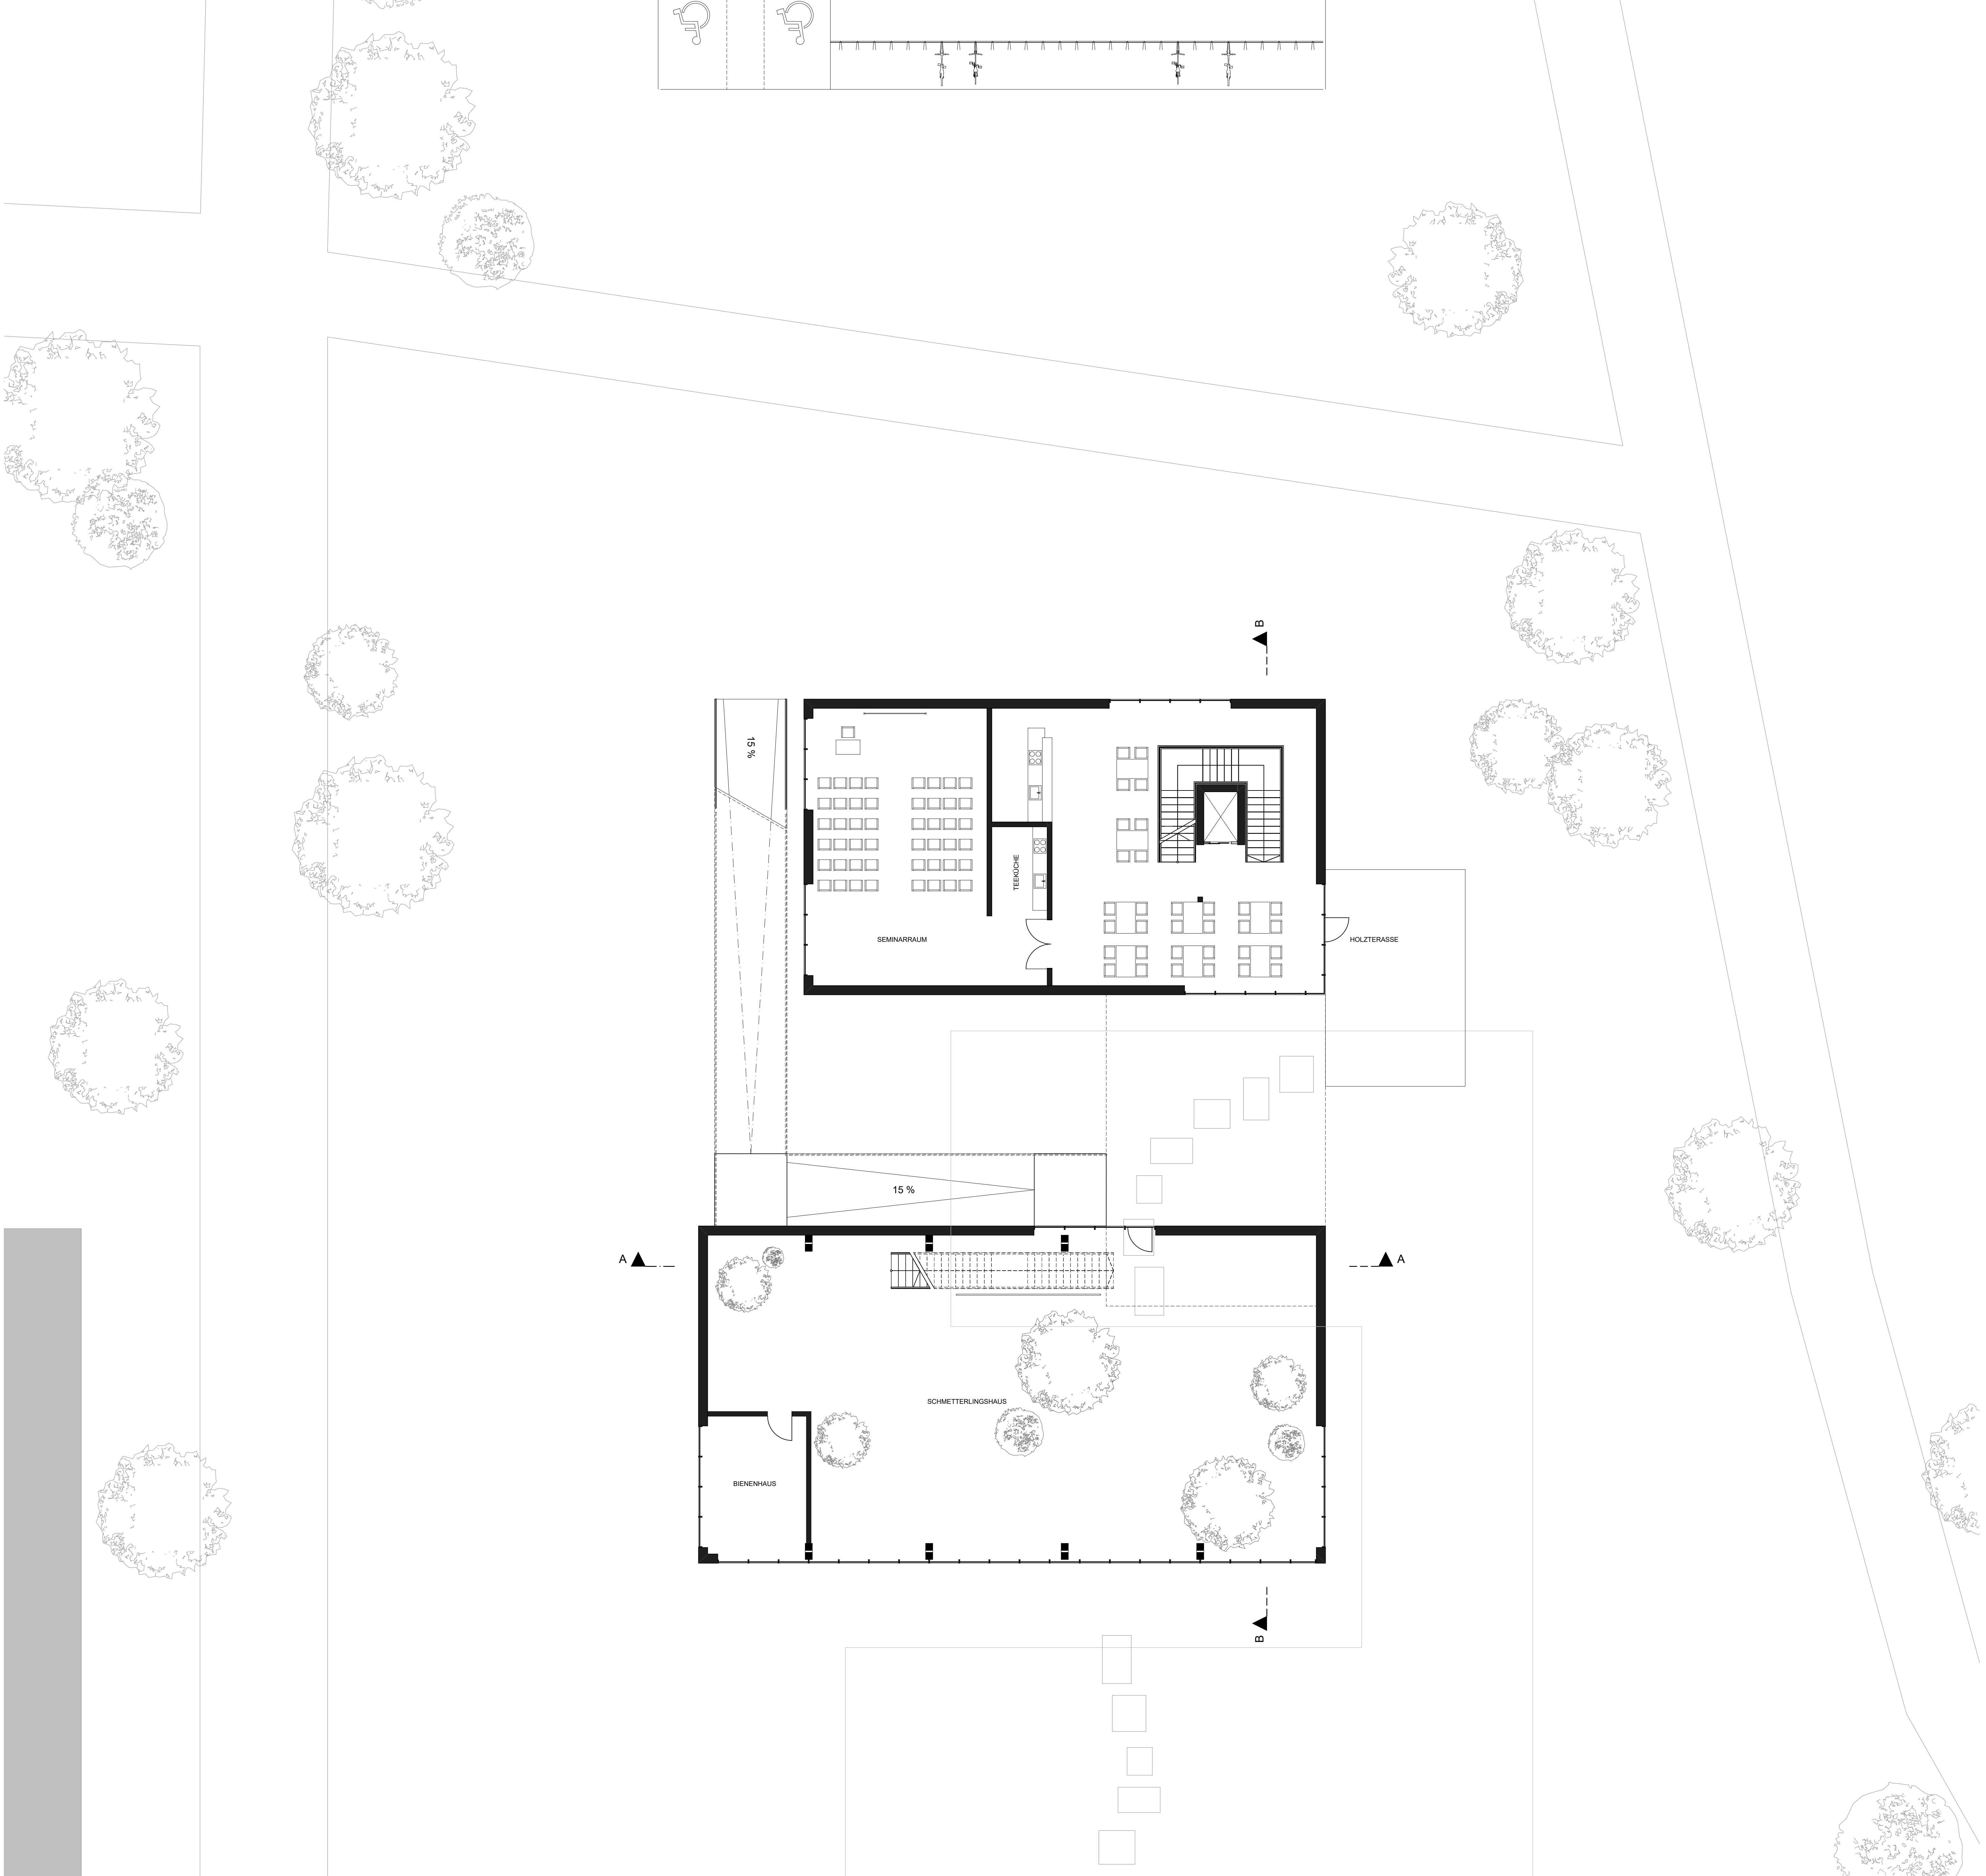 B
15 %
TEEKÜCHE
SEMINARRAUM
HOLZTERASSE
15 %
A
A
SCHMETTERLINGSHAUS
BIENENHAUS
B